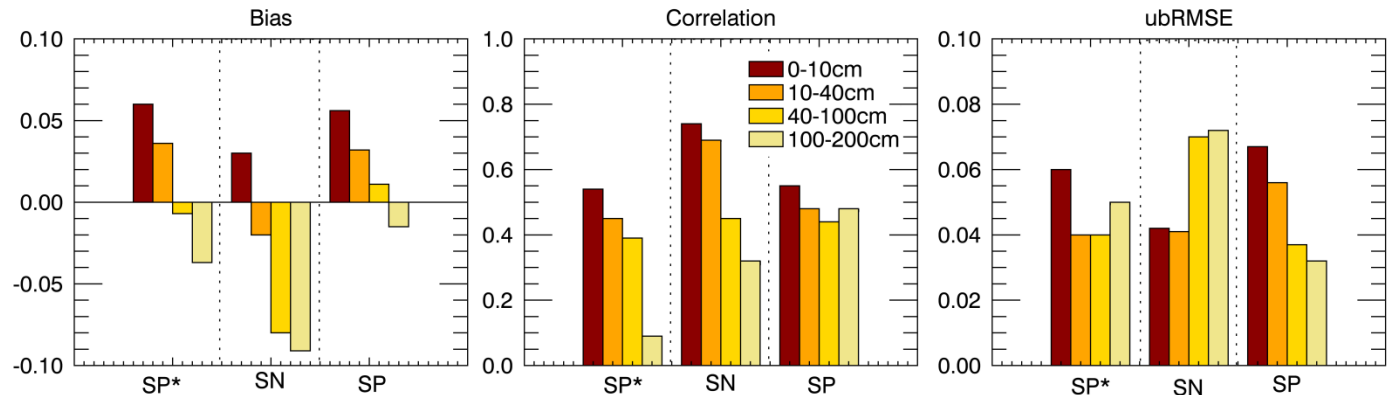 Bias
Correlation
ubRMSE
0.10
0.05
0.00
-0.05
-0.10
SP*
SN
SP
1.0
0.8
0.6
0.4
0.2
0.0
0-10cm
10-40cm
40-100cm
100-200cm
SP*
SN
SP
0.10
0.08
0.06
0.04
0.02
0.00
SP*
SN
SP